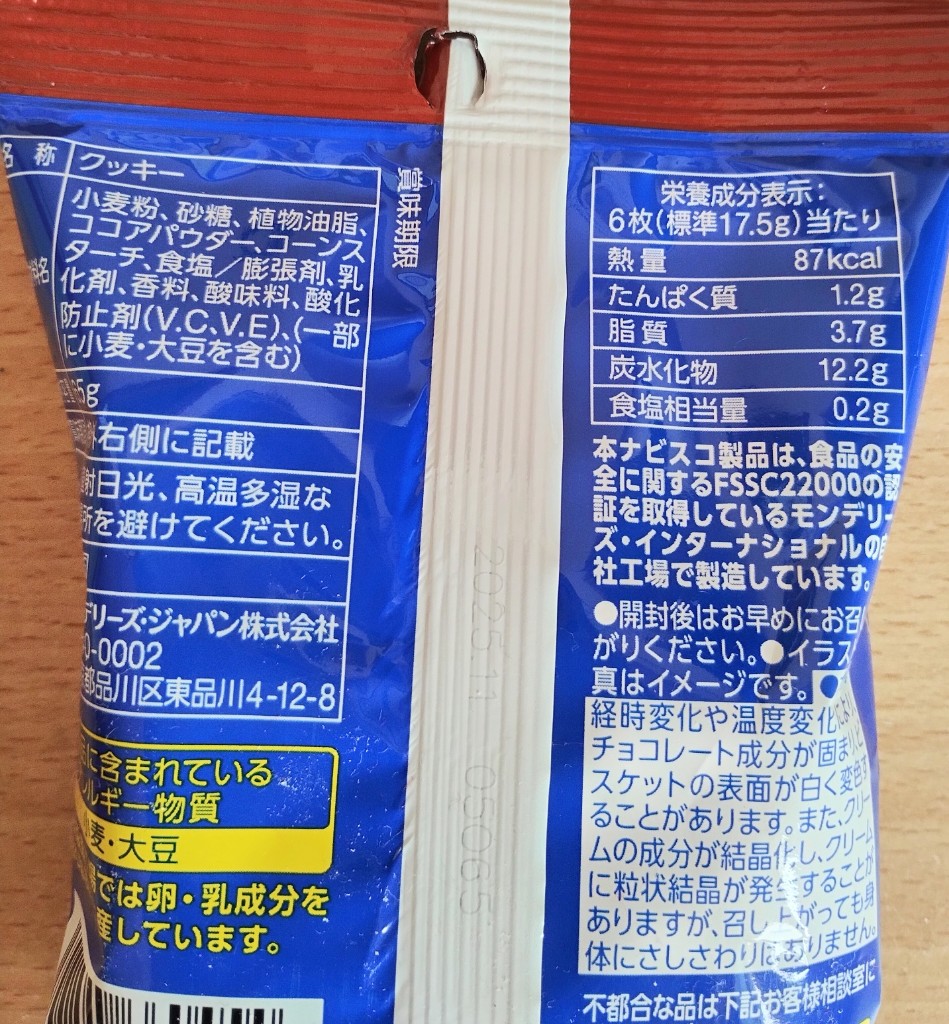 名 称 クッキー
小麦粉、砂糖、植物油脂、
ココアパウダー、コーンス
ターチ、食塩／膨張剤、乳
化剤、香料、酸味料、酸化
防止剤(V.C、V.E)、(一部
に小麦・大豆を含む)
名
5g
右側に記載
射日光、高温多湿な
所を避けてください。
デリーズ・ジャパン株式会社
0-0002
都品川区東品川4-12-8
に含まれている
ルギー物質
小麦・大豆
では卵・乳成分を
産しています。
賞味期限
2025.11 05065
栄養成分表示:
6枚(標準17.5g)当たり
熱量 87kcal
たんぱく質 1.2g
脂質 3.7g
炭水化物 12.2g
食塩相当量 0.2g
本ナビスコ製品は、食品の安
全に関するFSSC22000の認
証を取得しているモンデリー
ズ・インターナショナルの自
社工場で製造しています。
●開封後はお早めにお召し
がりください。●イラス
真はイメージです。●
経時変化や温度変化により
チョコレート成分が固まり、ビ
スケットの表面が白く変色す
ることがあります。また、クリー
ムの成分が結晶化し、クリーム
に粒状結晶が発生することが
ありますが、召し上がっても身
体にさしさわりはありません。
不都合な品は下記お客様相談室に